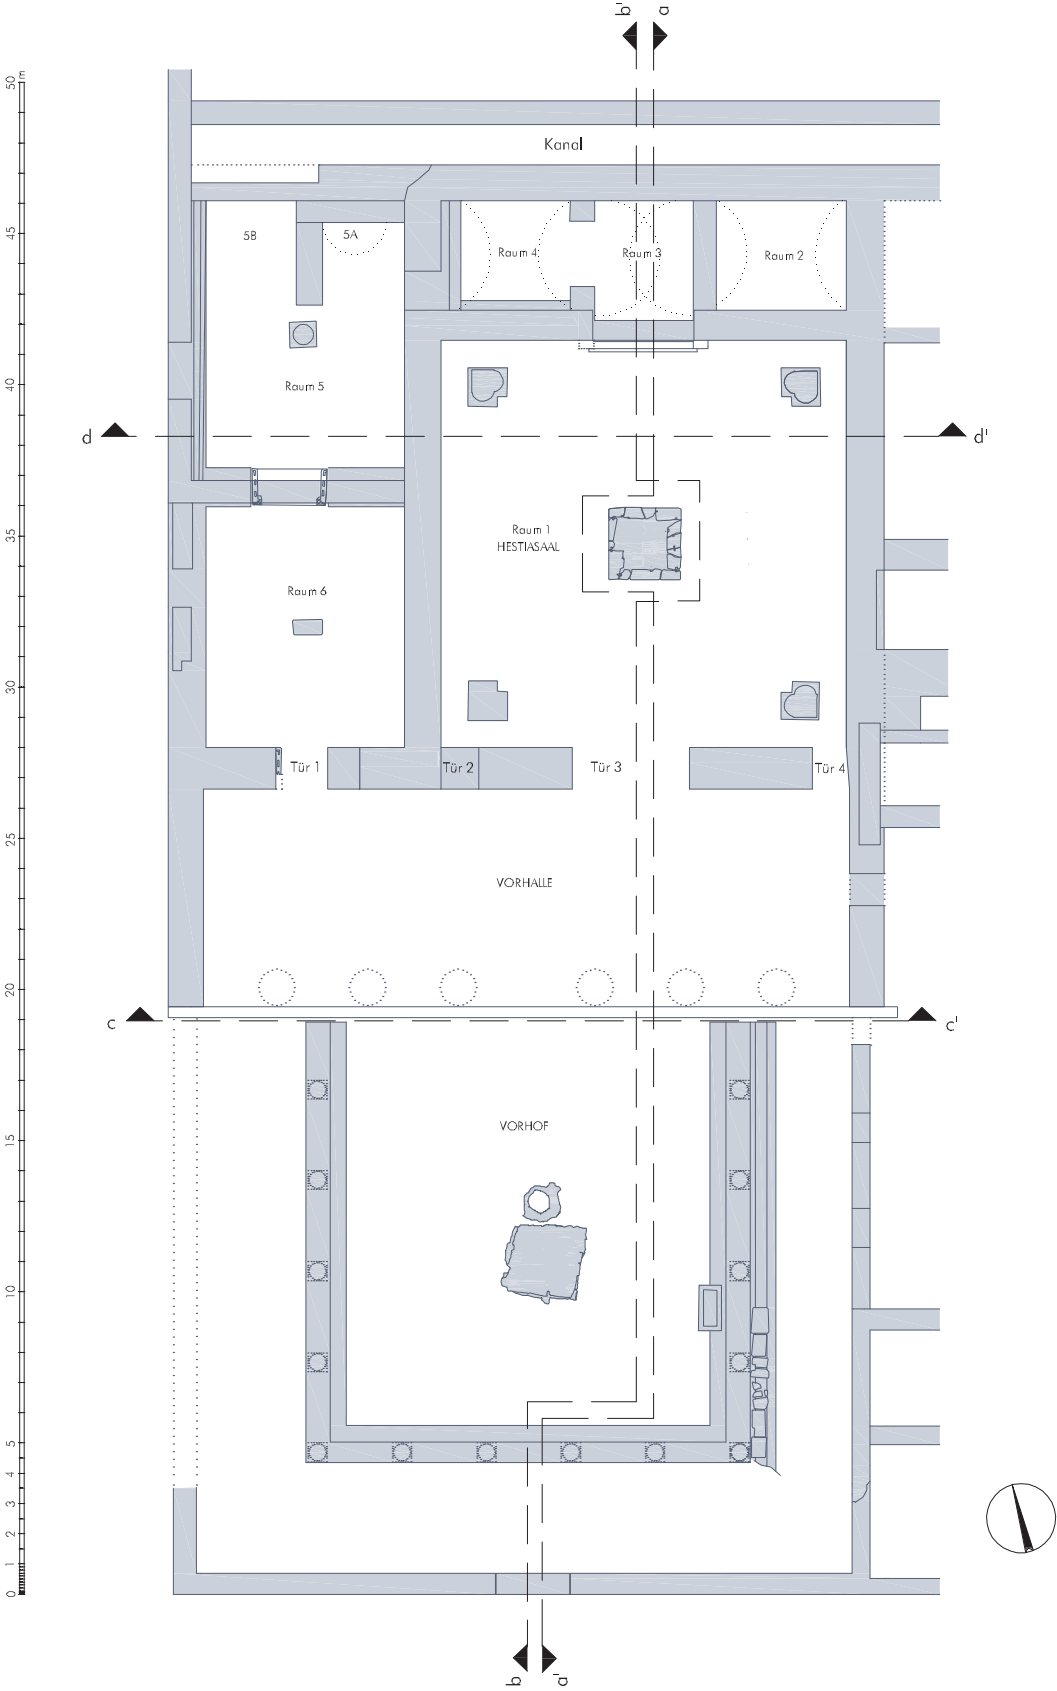 b' a
50 m
Kanal
45
5B 5A Raum 4 Raum 3 Raum 2
40
Raum 5
d d'
35
Raum 1
HESTIASAAL
Raum 6
30
Tür 1 Tür 2 Tür 3 Tür 4
25
VORHALLE
20
c c'
15
VORHOF
10
5
4
3
2
1
0
b a'